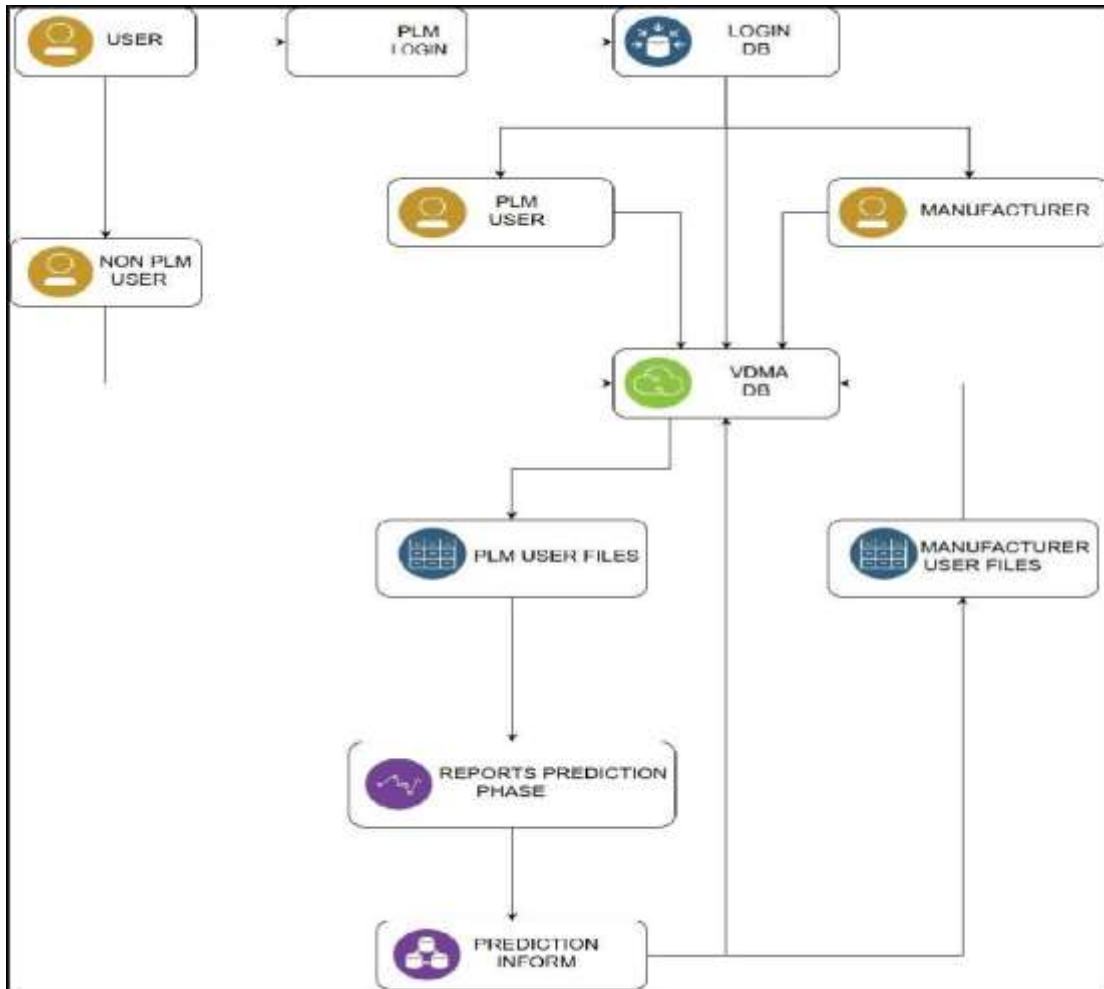 USER
PLM
LOGIN
LOGIN
DB
PLM
USER
MANUFACTURER
NON PLM
USER
VDMA
DB
PLM USER FILES
MANUFACTURER
USER FILES
REPORTS PREDICTION
PHASE
PREDICTION
INFORM